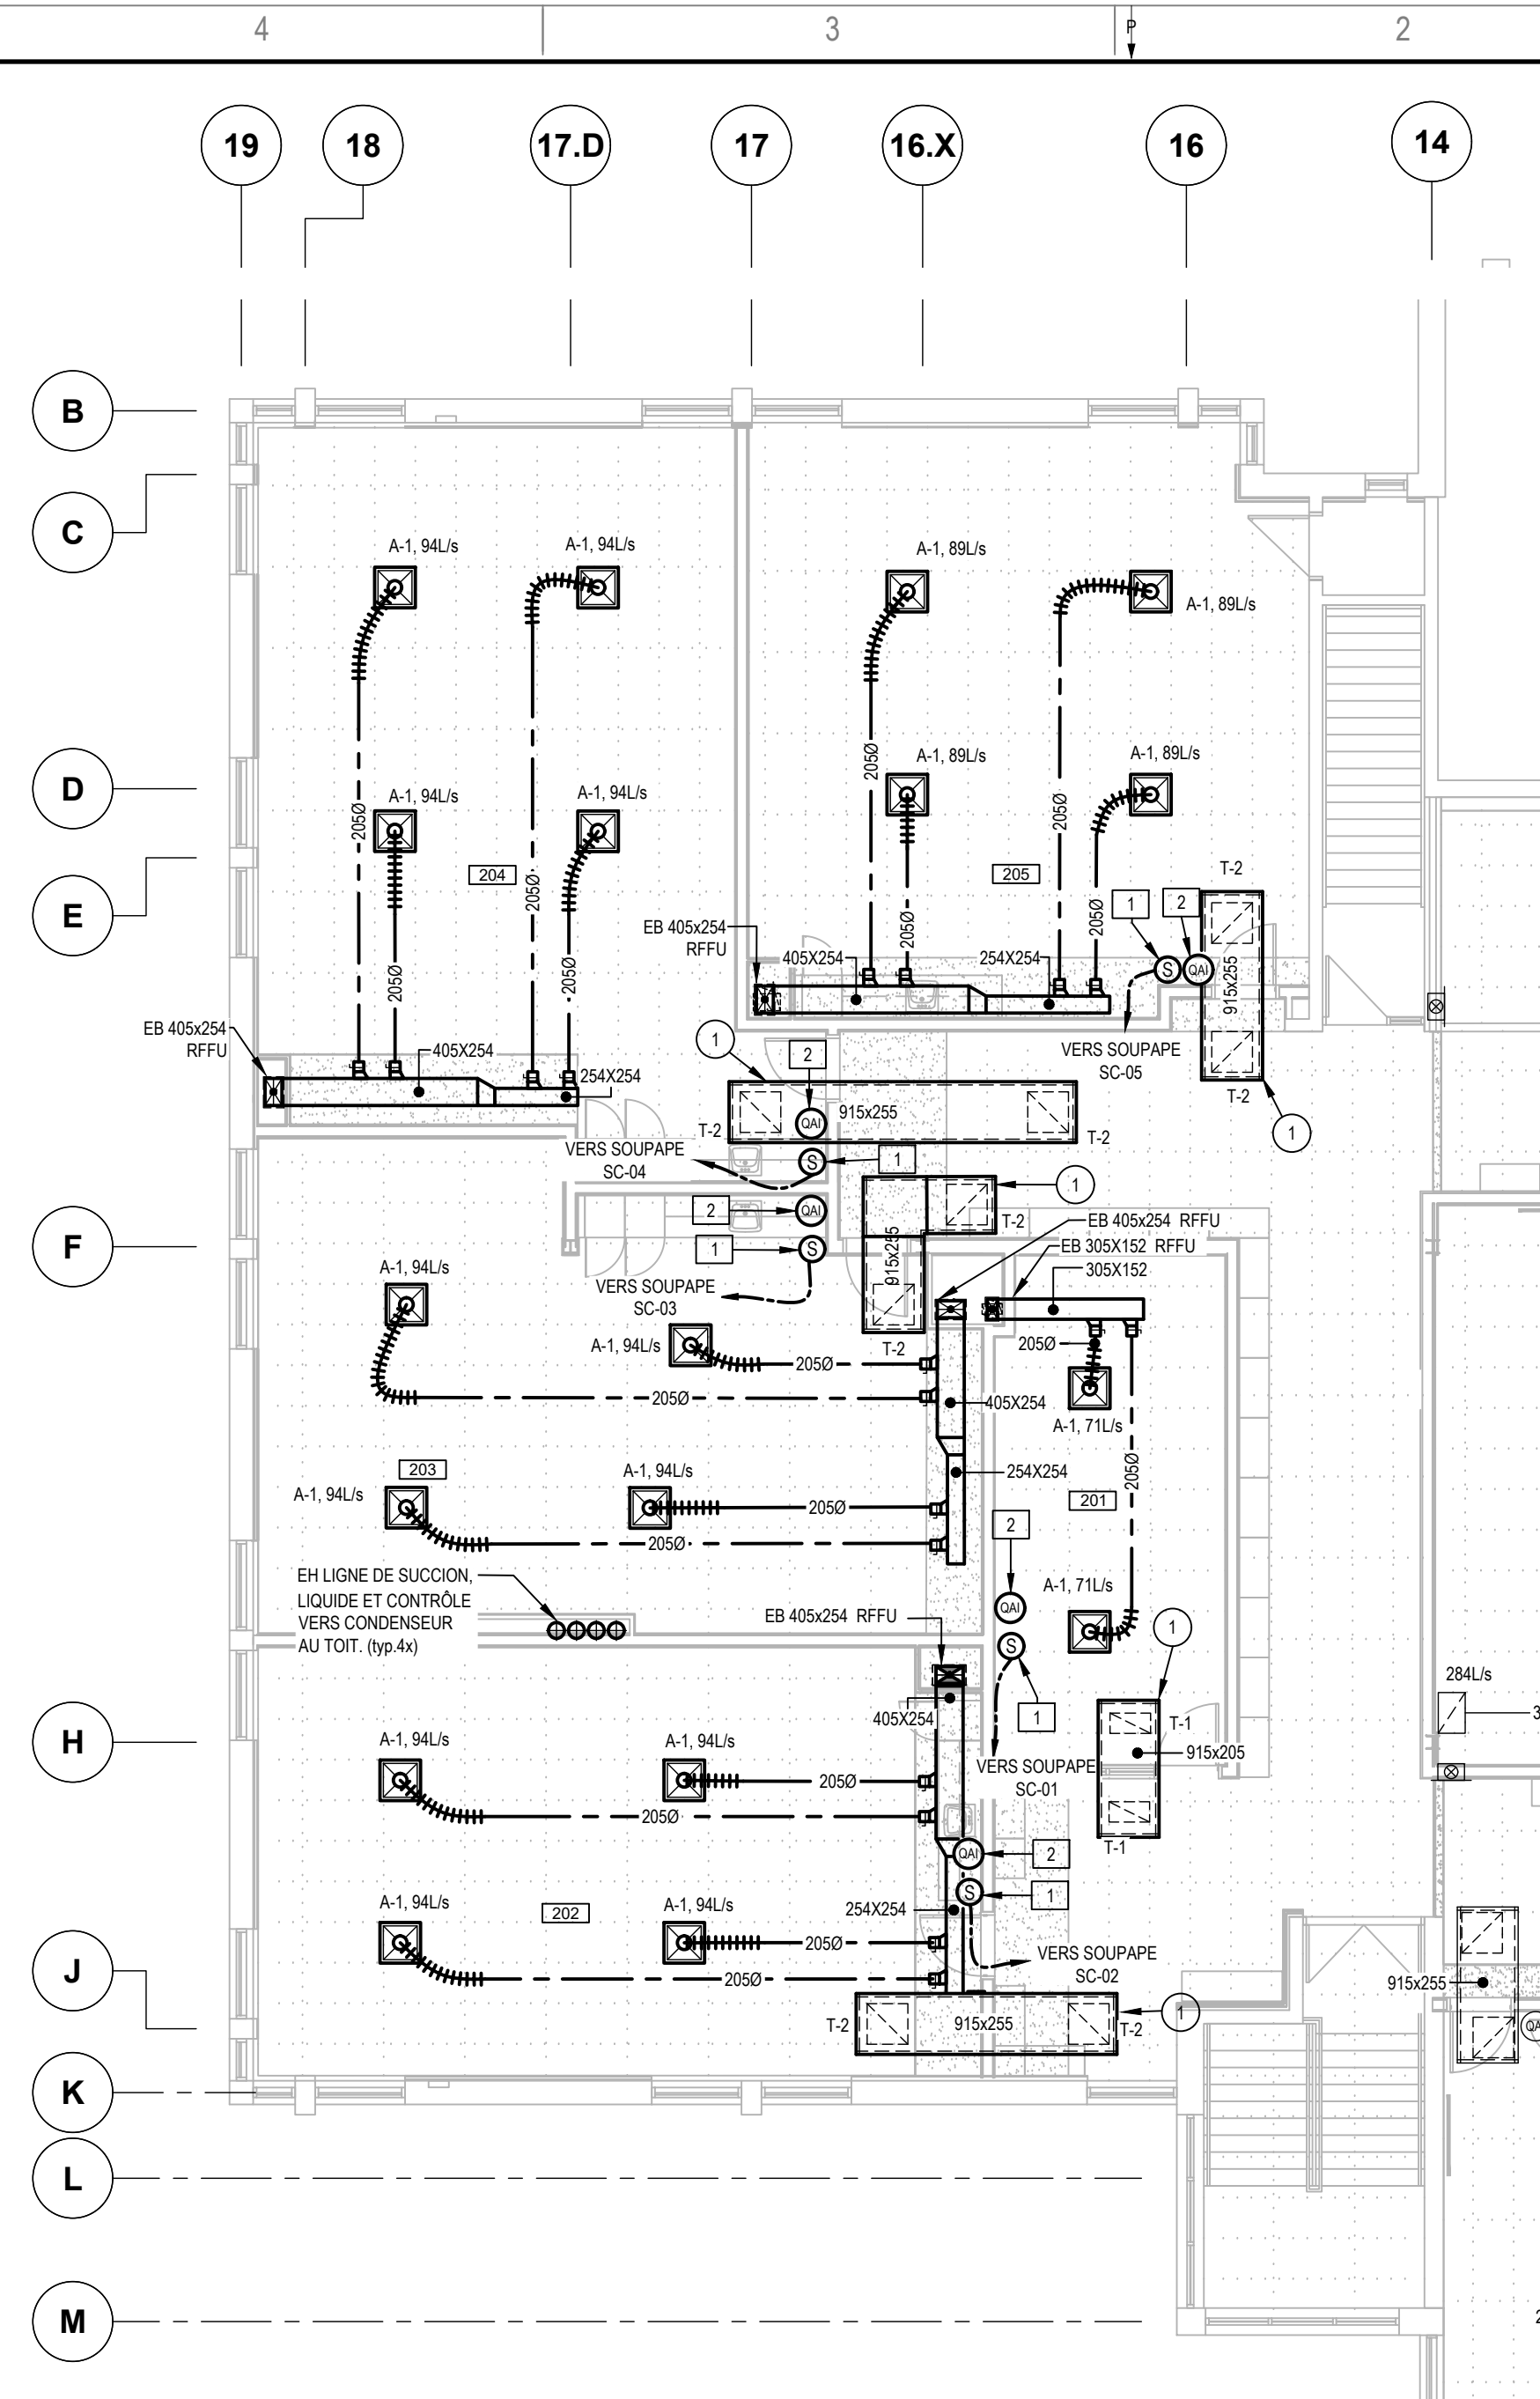 4
3
P
2
19
18
17.D
17
16.X
16
14
B
C
D
E
F
H
J
K
L
M
A-1, 94L/s
A-1, 94L/s
A-1, 89L/s
A-1, 89L/s
205Ø
A-1, 94L/s
A-1, 94L/s
204
205Ø
205Ø
205Ø
205Ø
A-1, 89L/s
A-1, 89L/s
205Ø
205
205Ø
205Ø
T-2
1
2
EB 405x254
RFFU
405X254
254X254
S
QAI
915x255
EB 405x254
RFFU
405X254
254X254
1
2
VERS SOUPAPE
SC-05
T-2
1
T-2
QAI
915x255
T-2
VERS SOUPAPE
SC-04
S
1
1
T-2
2
QAI
1
S
915x255
EB 405x254 RFFU
EB 305X152 RFFU
305X152
VERS SOUPAPE
SC-03
T-2
A-1, 94L/s
A-1, 94L/s
205Ø
205Ø
205Ø
405X254
A-1, 71L/s
205Ø
203
A-1, 94L/s
A-1, 94L/s
205Ø
205Ø
254X254
201
2
QAI
A-1, 71L/s
S
1
1
EH LIGNE DE SUCCION,
LIQUIDE ET CONTRÔLE
VERS CONDENSEUR
AU TOIT. (typ.4x)
EB 405x254 RFFU
405X254
T-1
915x205
T-1
VERS SOUPAPE
SC-01
284L/s
3
A-1, 94L/s
A-1, 94L/s
205Ø
205Ø
QAI
2
S
1
A-1, 94L/s
202
A-1, 94L/s
254X254
205Ø
205Ø
VERS SOUPAPE
SC-02
T-2
915x255
T-2
1
915x255
QA
2